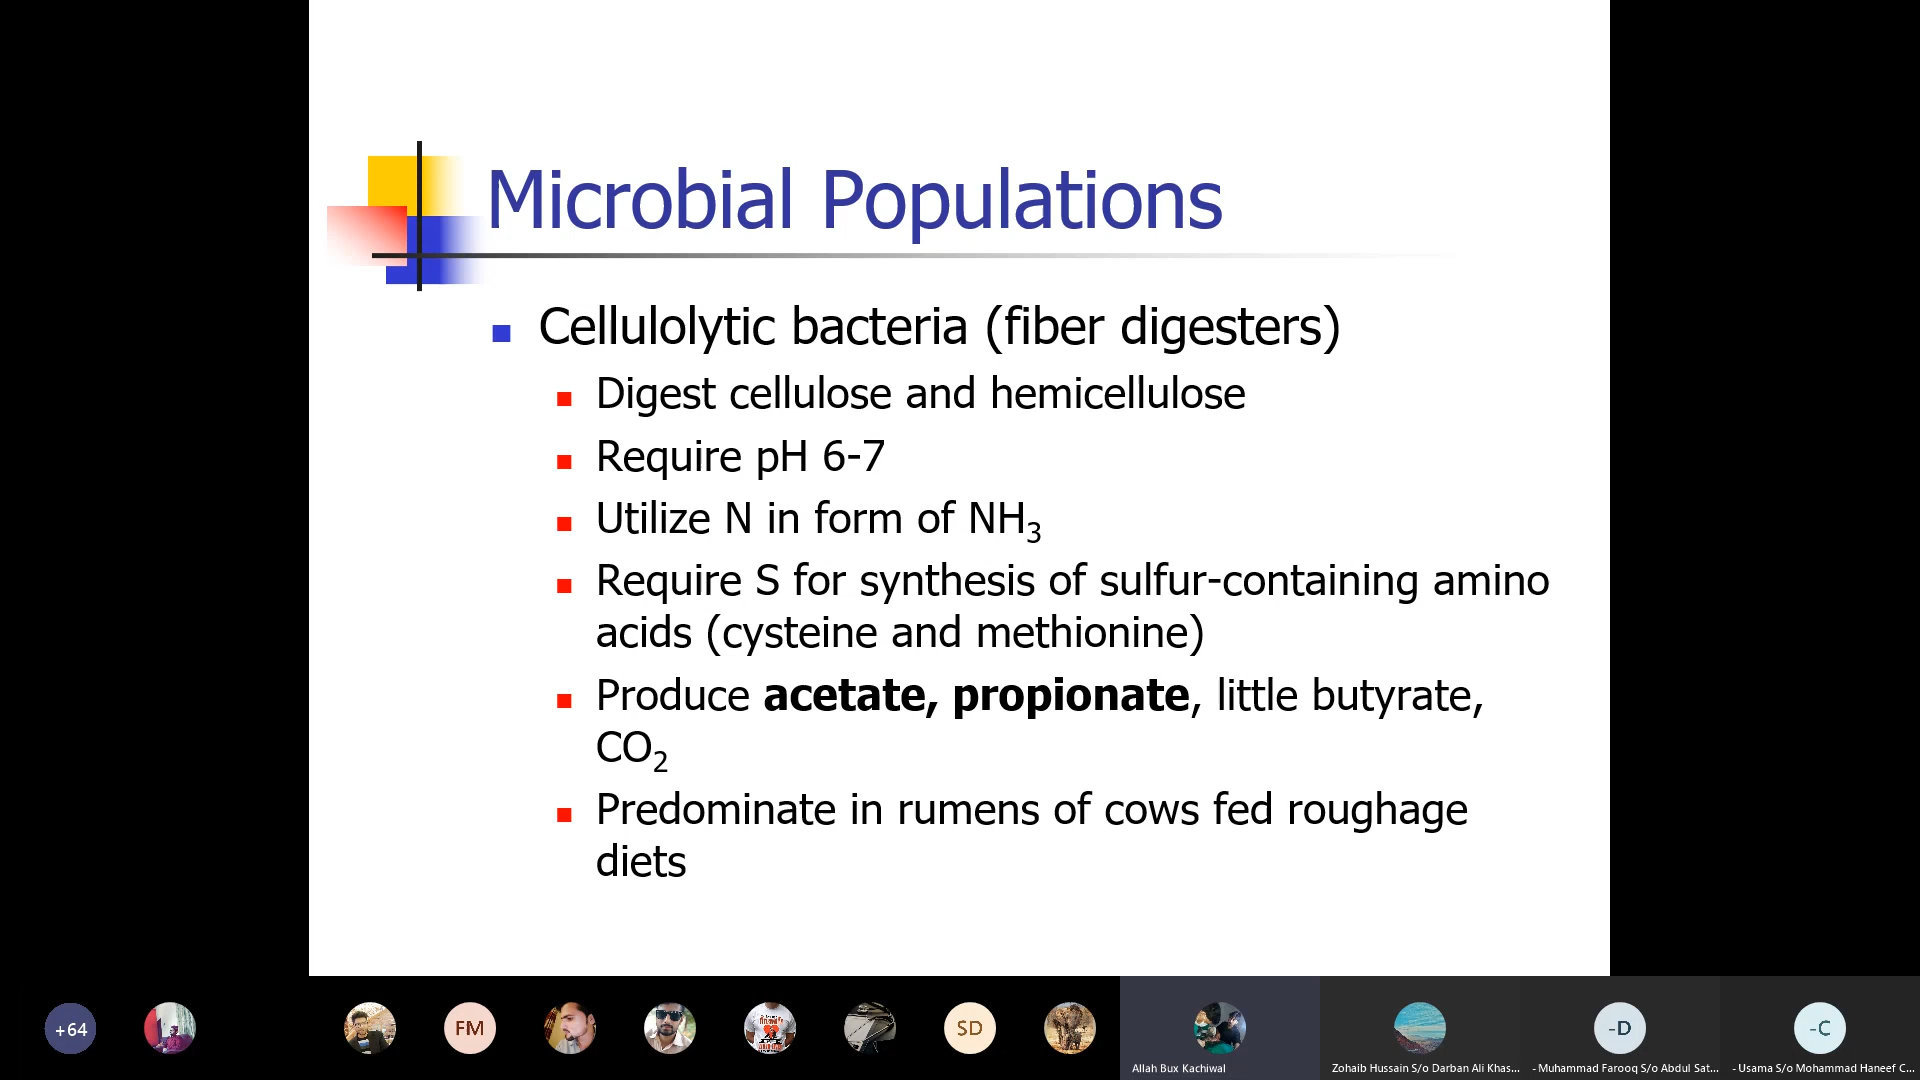 Microbial Populations
Cellulolytic bacteria (fiber digesters)
Digest cellulose and hemicellulose
Require pH 6-7
Utilize N in form of NH₃
Require S for synthesis of sulfur-containing amino
acids (cysteine and methionine)
Produce acetate, propionate, little butyrate,
CO₂
Predominate in rumens of cows fed roughage
diets
+64
FM
SD
-D
-C
Allah Bux Kachiwal
Zohaib Hussain S/o Darban Ali Khas...
- Muhammad Farooq S/o Abdul Sat...
- Usama S/o Mohammad Haneef C...